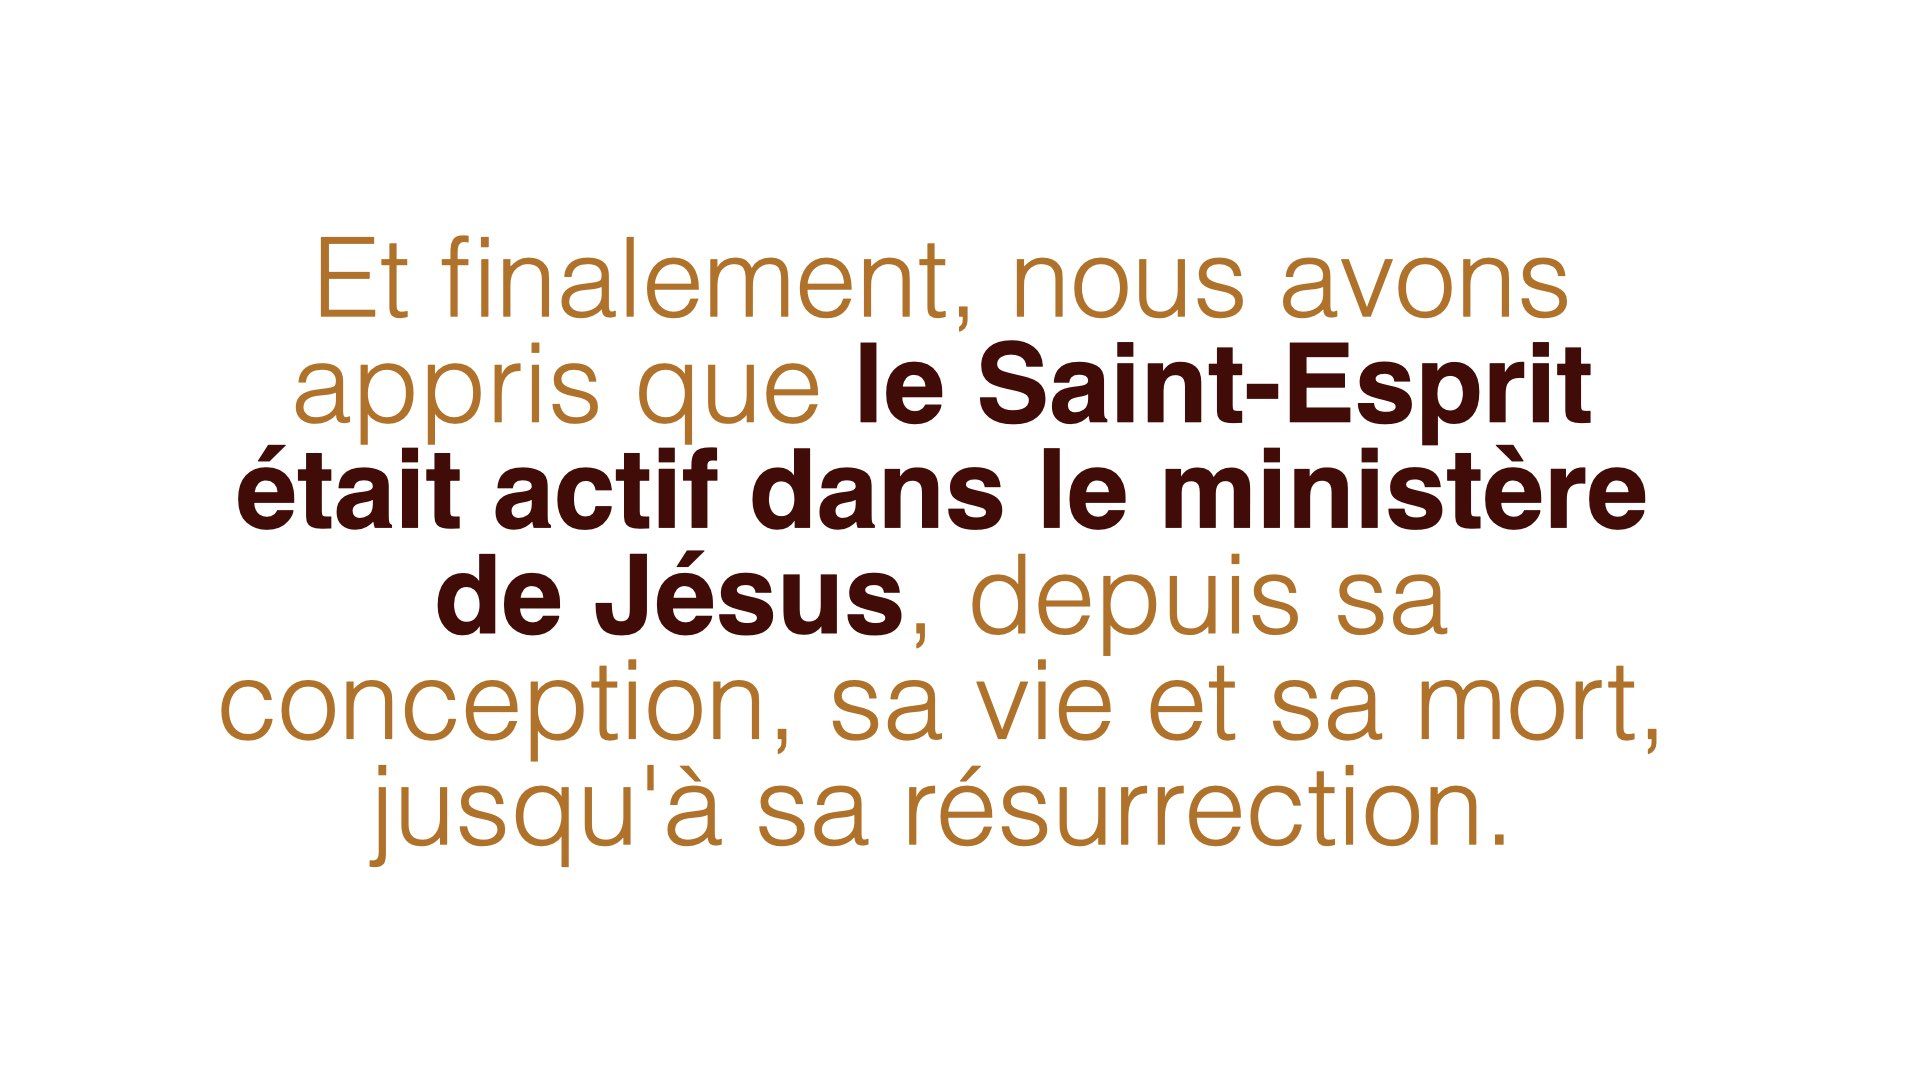 Et finalement, nous avons
appris que le Saint-Esprit
était actif dans le ministère
de Jésus, depuis sa
conception, sa vie et sa mort,
jusqu'à sa résurrection.